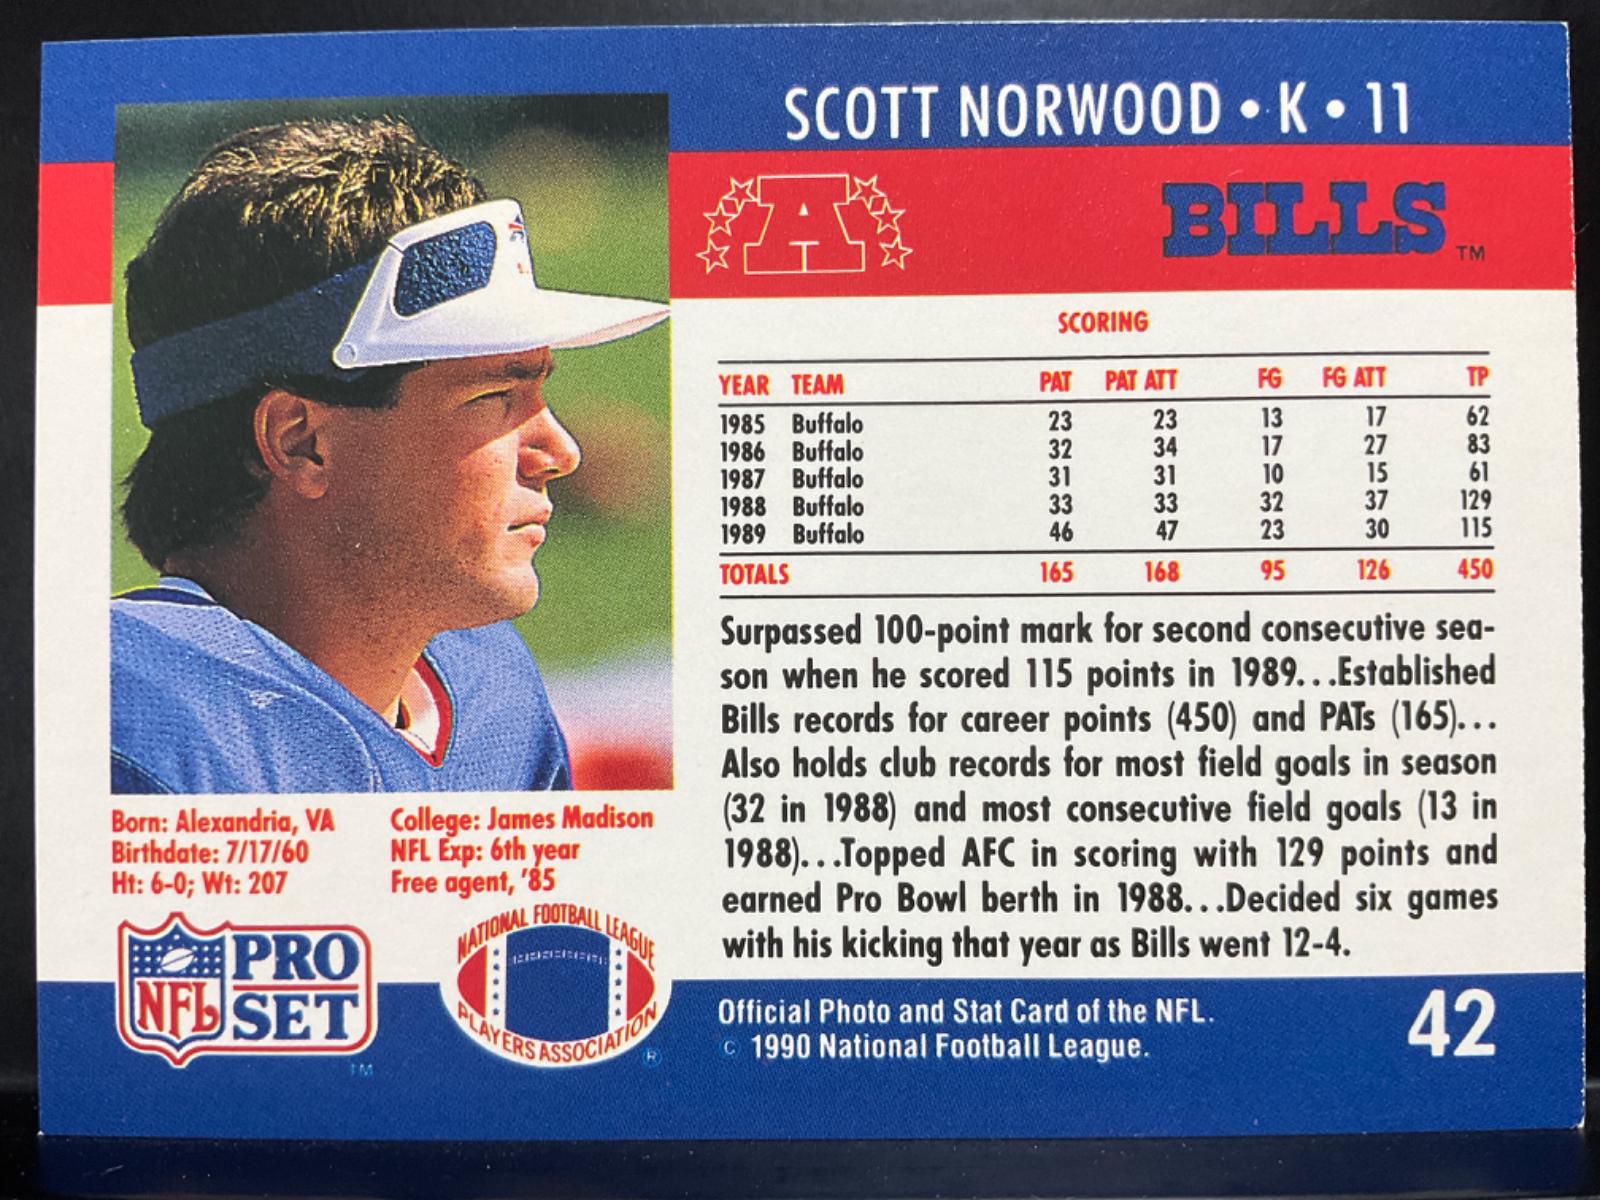 SCOTT NORWOOD • K • 11
A
BILLS TM
SCORING
YEAR TEAM PAT PAT ATT FG FG ATT TP
1985 Buffalo 23 23 13 17 62
1986 Buffalo 32 34 17 27 83
1987 Buffalo 31 31 10 15 61
1988 Buffalo 33 33 32 37 129
1989 Buffalo 46 47 23 30 115
TOTALS 165 168 95 126 450
Surpassed 100-point mark for second consecutive sea-
son when he scored 115 points in 1989...Established
Bills records for career points (450) and PATs (165)...
Also holds club records for most field goals in season
(32 in 1988) and most consecutive field goals (13 in
1988)...Topped AFC in scoring with 129 points and
earned Pro Bowl berth in 1988...Decided six games
with his kicking that year as Bills went 12-4.
Born: Alexandria, VA
Birthdate: 7/17/60
Ht: 6-0; Wt: 207
College: James Madison
NFL Exp: 6th year
Free agent, '85
NFL PRO SET TM
NATIONAL FOOTBALL LEAGUE
PLAYERS ASSOCIATION ®
Official Photo and Stat Card of the NFL.
© 1990 National Football League.
42